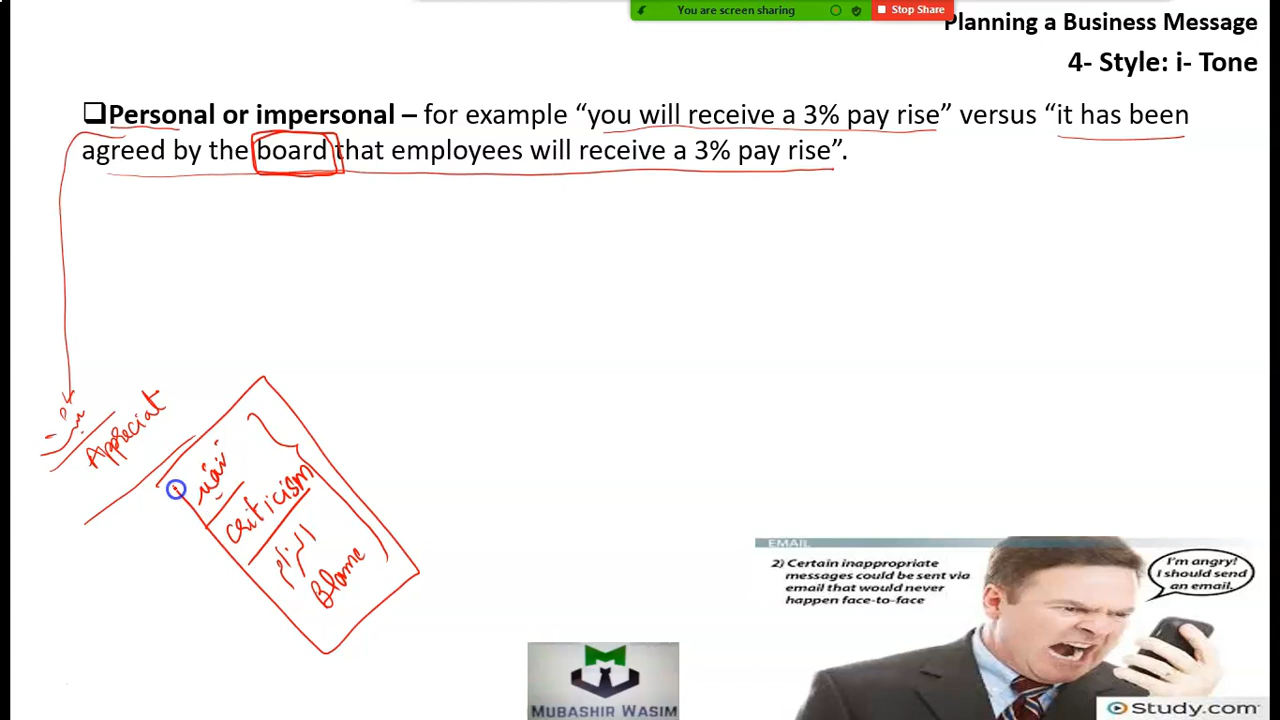 You are screen sharing
Stop Share
Planning a Business Message
4- Style: i- Tone
Personal or impersonal – for example “you will receive a 3% pay rise” versus “it has been
agreed by the board that employees will receive a 3% pay rise”.
Appreciat
criticism
الزام
Blame
EMAIL
2) Certain inappropriate
messages could be sent via
email that would never
happen face-to-face
I'm angry!
I should send
an email.
MUBASHIR WASIM
Study.com